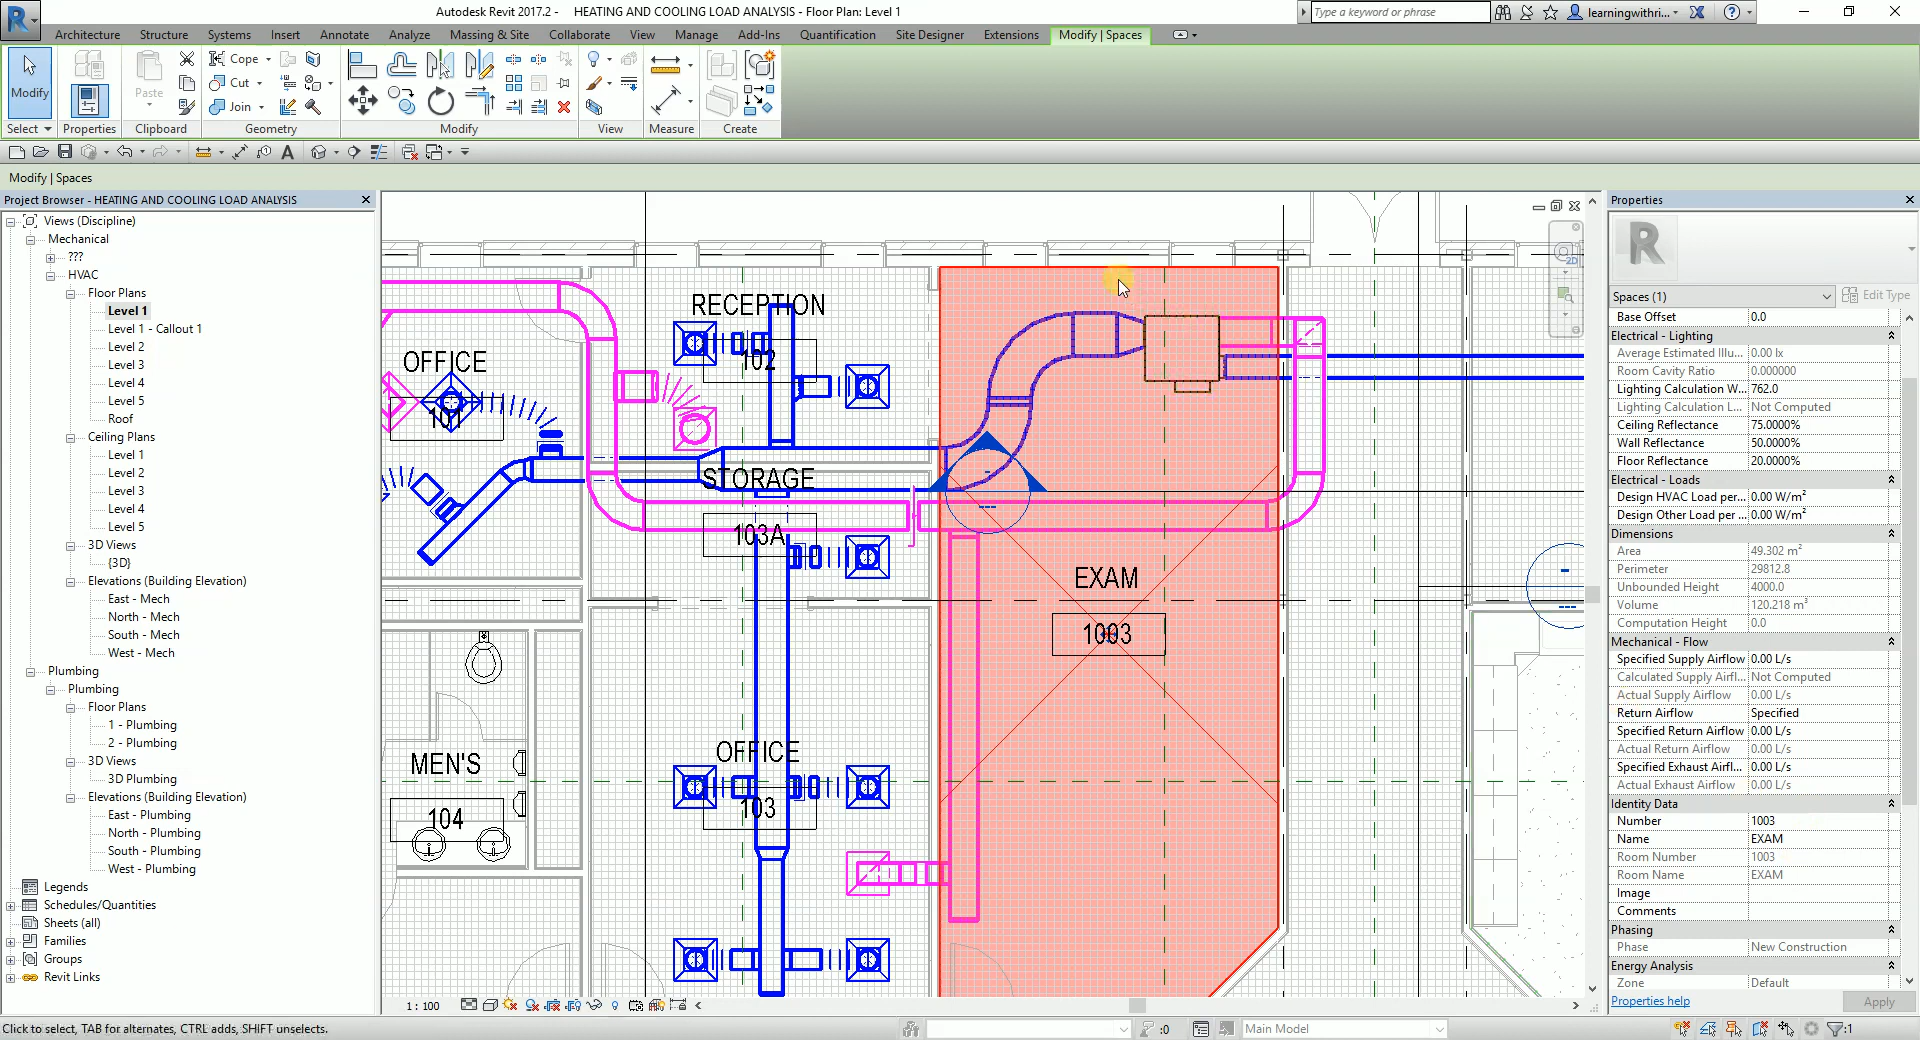 Autodesk Revit 2017.2 - HEATING AND COOLING LOAD ANALYSIS - Floor Plan: Level 1
Type a keyword or phrase
learningwithri...
Architecture Structure Systems Insert Annotate Analyze Massing & Site Collaborate View Manage Add-Ins Quantification Site Designer Extensions Modify | Spaces
Modify
Paste
Cope
Cut
Join
Select Properties Clipboard Geometry Modify View Measure Create
Modify | Spaces
Project Browser - HEATING AND COOLING LOAD ANALYSIS
Views (Discipline)
Mechanical
???
HVAC
Floor Plans
Level 1
Level 1 - Callout 1
Level 2
Level 3
Level 4
Level 5
Roof
Ceiling Plans
Level 1
Level 2
Level 3
Level 4
Level 5
3D Views
{3D}
Elevations (Building Elevation)
East - Mech
North - Mech
South - Mech
West - Mech
Plumbing
Plumbing
Floor Plans
1 - Plumbing
2 - Plumbing
3D Views
3D Plumbing
Elevations (Building Elevation)
East - Plumbing
North - Plumbing
South - Plumbing
West - Plumbing
Legends
Schedules/Quantities
Sheets (all)
Families
Groups
Revit Links
RECEPTION
102
OFFICE
101
STORAGE
103A
EXAM
1003
OFFICE
103
MEN'S
104
2D
1 : 100
Properties
Spaces (1)
Edit Type
Base Offset 0.0
Electrical - Lighting
Average Estimated Illu... 0.00 lx
Room Cavity Ratio 0.000000
Lighting Calculation W... 762.0
Lighting Calculation L... Not Computed
Ceiling Reflectance 75.0000%
Wall Reflectance 50.0000%
Floor Reflectance 20.0000%
Electrical - Loads
Design HVAC Load per... 0.00 W/m²
Design Other Load per ... 0.00 W/m²
Dimensions
Area 49.302 m²
Perimeter 29812.8
Unbounded Height 4000.0
Volume 120.218 m³
Computation Height 0.0
Mechanical - Flow
Specified Supply Airflow 0.00 L/s
Calculated Supply Airfl... Not Computed
Actual Supply Airflow 0.00 L/s
Return Airflow Specified
Specified Return Airflow 0.00 L/s
Actual Return Airflow 0.00 L/s
Specified Exhaust Airfl... 0.00 L/s
Actual Exhaust Airflow 0.00 L/s
Identity Data
Number 1003
Name EXAM
Room Number 1003
Room Name EXAM
Image
Comments
Phasing
Phase New Construction
Energy Analysis
Zone Default
Properties help
Apply
Click to select, TAB for alternates, CTRL adds, SHIFT unselects.
:0
Main Model
:1